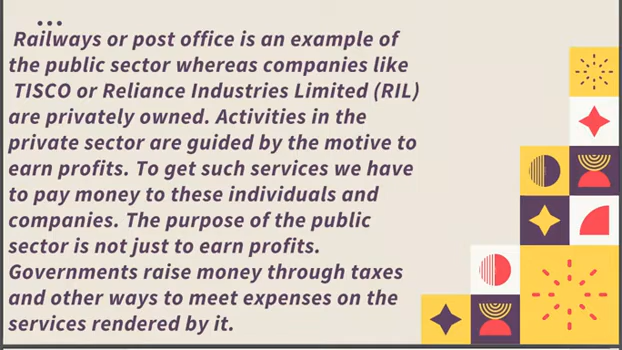 Railways or post office is an example of
the public sector whereas companies like
TISCO or Reliance Industries Limited (RIL)
are privately owned. Activities in the
private sector are guided by the motive to
earn profits. To get such services we have
to pay money to these individuals and
companies. The purpose of the public
sector is not just to earn profits.
Governments raise money through taxes
and other ways to meet expenses on the
services rendered by it.